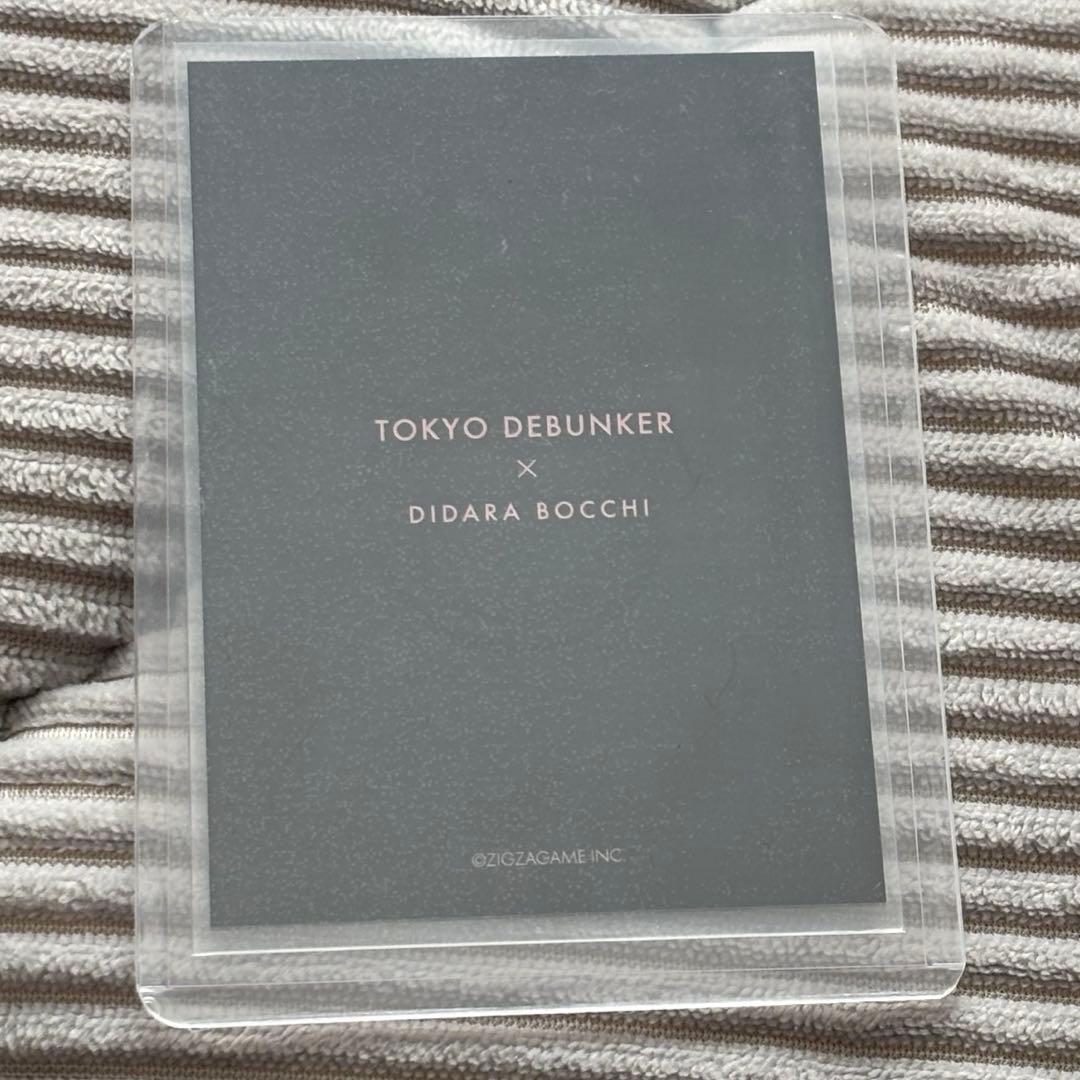 TOKYO DEBUNKER
×
DIDARA BOCCHI
©ZIGZAGAME INC.